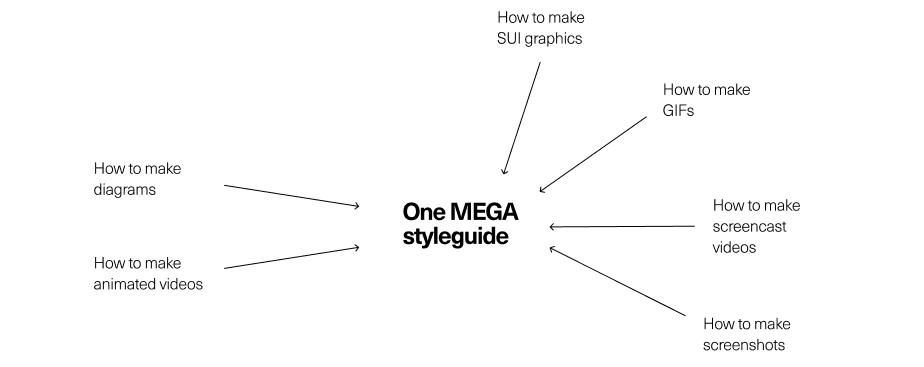 How to make
SUI graphics
How to make
GIFs
How to make
diagrams
One MEGA
styleguide
How to make
screencast
videos
How to make
animated videos
How to make
screenshots